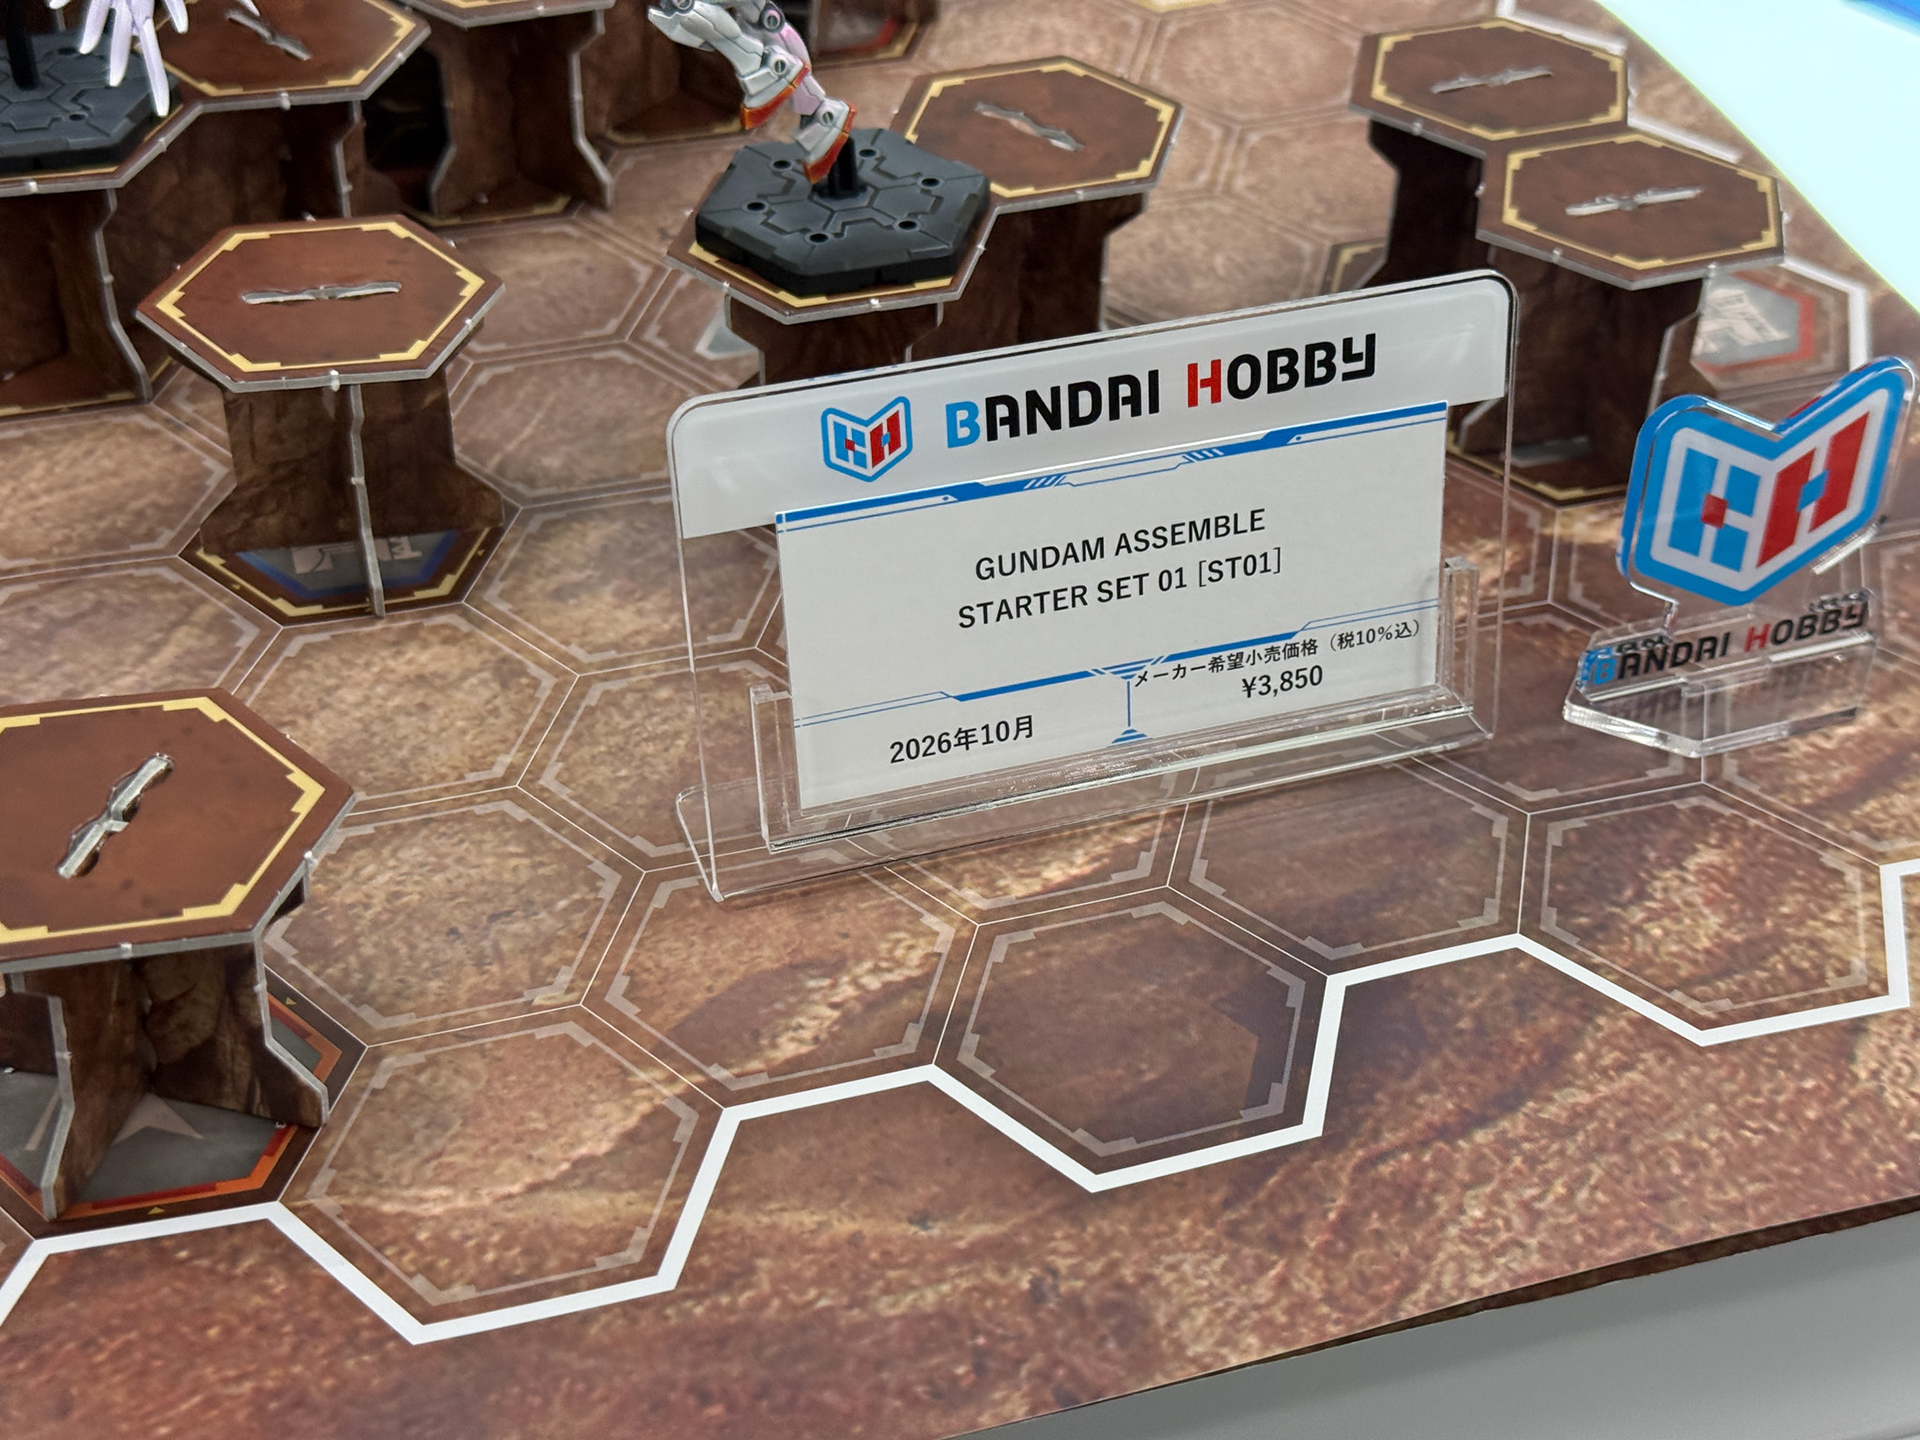 BANDAI HOBBY
GUNDAM ASSEMBLE
STARTER SET 01 [ST01]
メーカー希望小売価格（税10%込）
¥3,850
2026年10月
BANDAI HOBBY